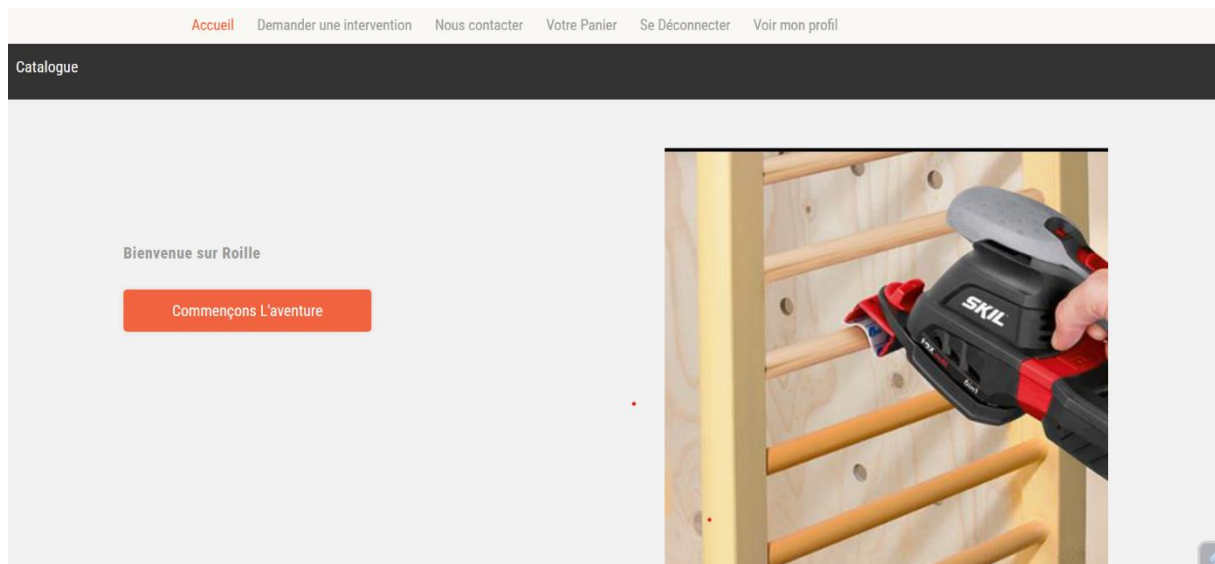 Accueil Demander une intervention Nous contacter Votre Panier Se Déconnecter Voir mon profil
Catalogue
Bienvenue sur Roille
Commençons L'aventure
SKIL